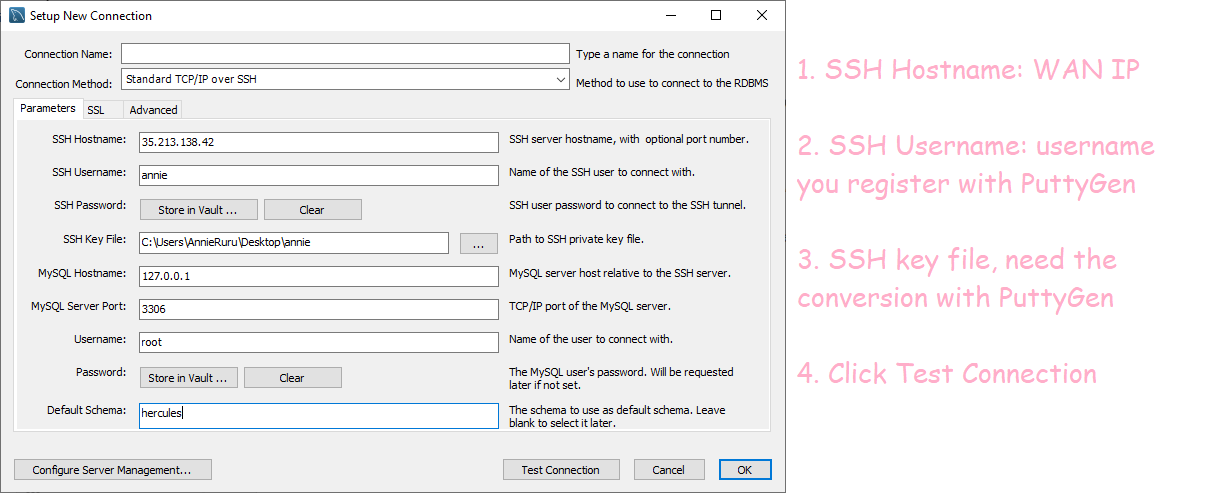 Setup New Connection
Connection Name: Type a name for the connection
Connection Method: Standard TCP/IP over SSH Method to use to connect to the RDBMS
Parameters SSL Advanced
SSH Hostname: 35.213.138.42 SSH server hostname, with optional port number.
SSH Username: annie Name of the SSH user to connect with.
SSH Password: Store in Vault ... Clear SSH user password to connect to the SSH tunnel.
SSH Key File: C:\Users\AnnieRuru\Desktop\annie ... Path to SSH private key file.
MySQL Hostname: 127.0.0.1 MySQL server host relative to the SSH server.
MySQL Server Port: 3306 TCP/IP port of the MySQL server.
Username: root Name of the user to connect with.
Password: Store in Vault ... Clear The MySQL user's password. Will be requested
later if not set.
Default Schema: hercules The schema to use as default schema. Leave
blank to select it later.
Configure Server Management... Test Connection Cancel OK
1. SSH Hostname: WAN IP
2. SSH Username: username
you register with PuttyGen
3. SSH key file, need the
conversion with PuttyGen
4. Click Test Connection